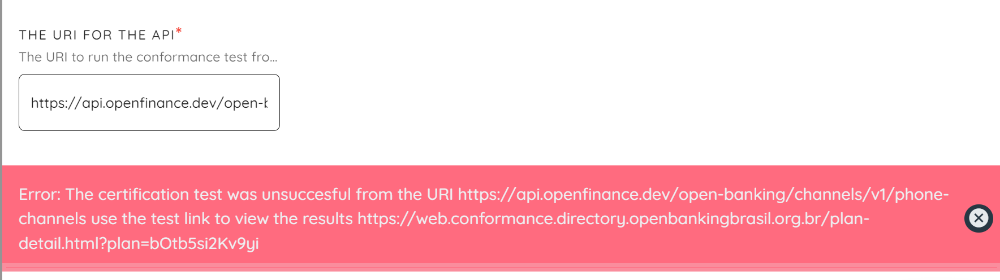 THE URI FOR THE API*
The URI to run the conformance test fro...
https://api.openfinance.dev/open-b
Error: The certification test was unsuccesful from the URI https://api.openfinance.dev/open-banking/channels/v1/phone-
channels use the test link to view the results https://web.conformance.directory.openbankingbrasil.org.br/plan-
detail.html?plan=bOtb5si2Kv9yi